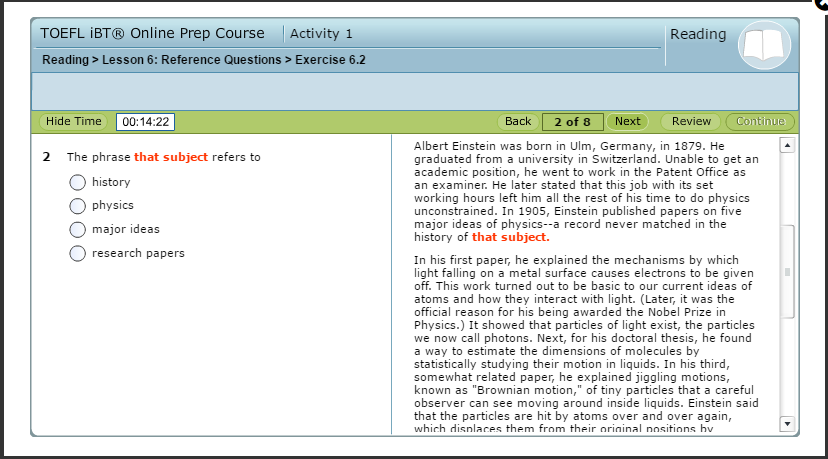 TOEFL iBT® Online Prep Course
Activity 1
Reading
Reading > Lesson 6: Reference Questions > Exercise 6.2
Hide Time
00:14:22
Back
2 of 8
Next
Review
Continue
2 The phrase that subject refers to
history
physics
major ideas
research papers
Albert Einstein was born in Ulm, Germany, in 1879. He
graduated from a university in Switzerland. Unable to get an
academic position, he went to work in the Patent Office as
an examiner. He later stated that this job with its set
working hours left him all the rest of his time to do physics
unconstrained. In 1905, Einstein published papers on five
major ideas of physics--a record never matched in the
history of that subject.
In his first paper, he explained the mechanisms by which
light falling on a metal surface causes electrons to be given
off. This work turned out to be basic to our current ideas of
atoms and how they interact with light. (Later, it was the
official reason for his being awarded the Nobel Prize in
Physics.) It showed that particles of light exist, the particles
we now call photons. Next, for his doctoral thesis, he found
a way to estimate the dimensions of molecules by
statistically studying their motion in liquids. In his third,
somewhat related paper, he explained jiggling motions,
known as "Brownian motion," of tiny particles that a careful
observer can see moving around inside liquids. Einstein said
that the particles are hit by atoms over and over again,
which displaces them from their original positions by